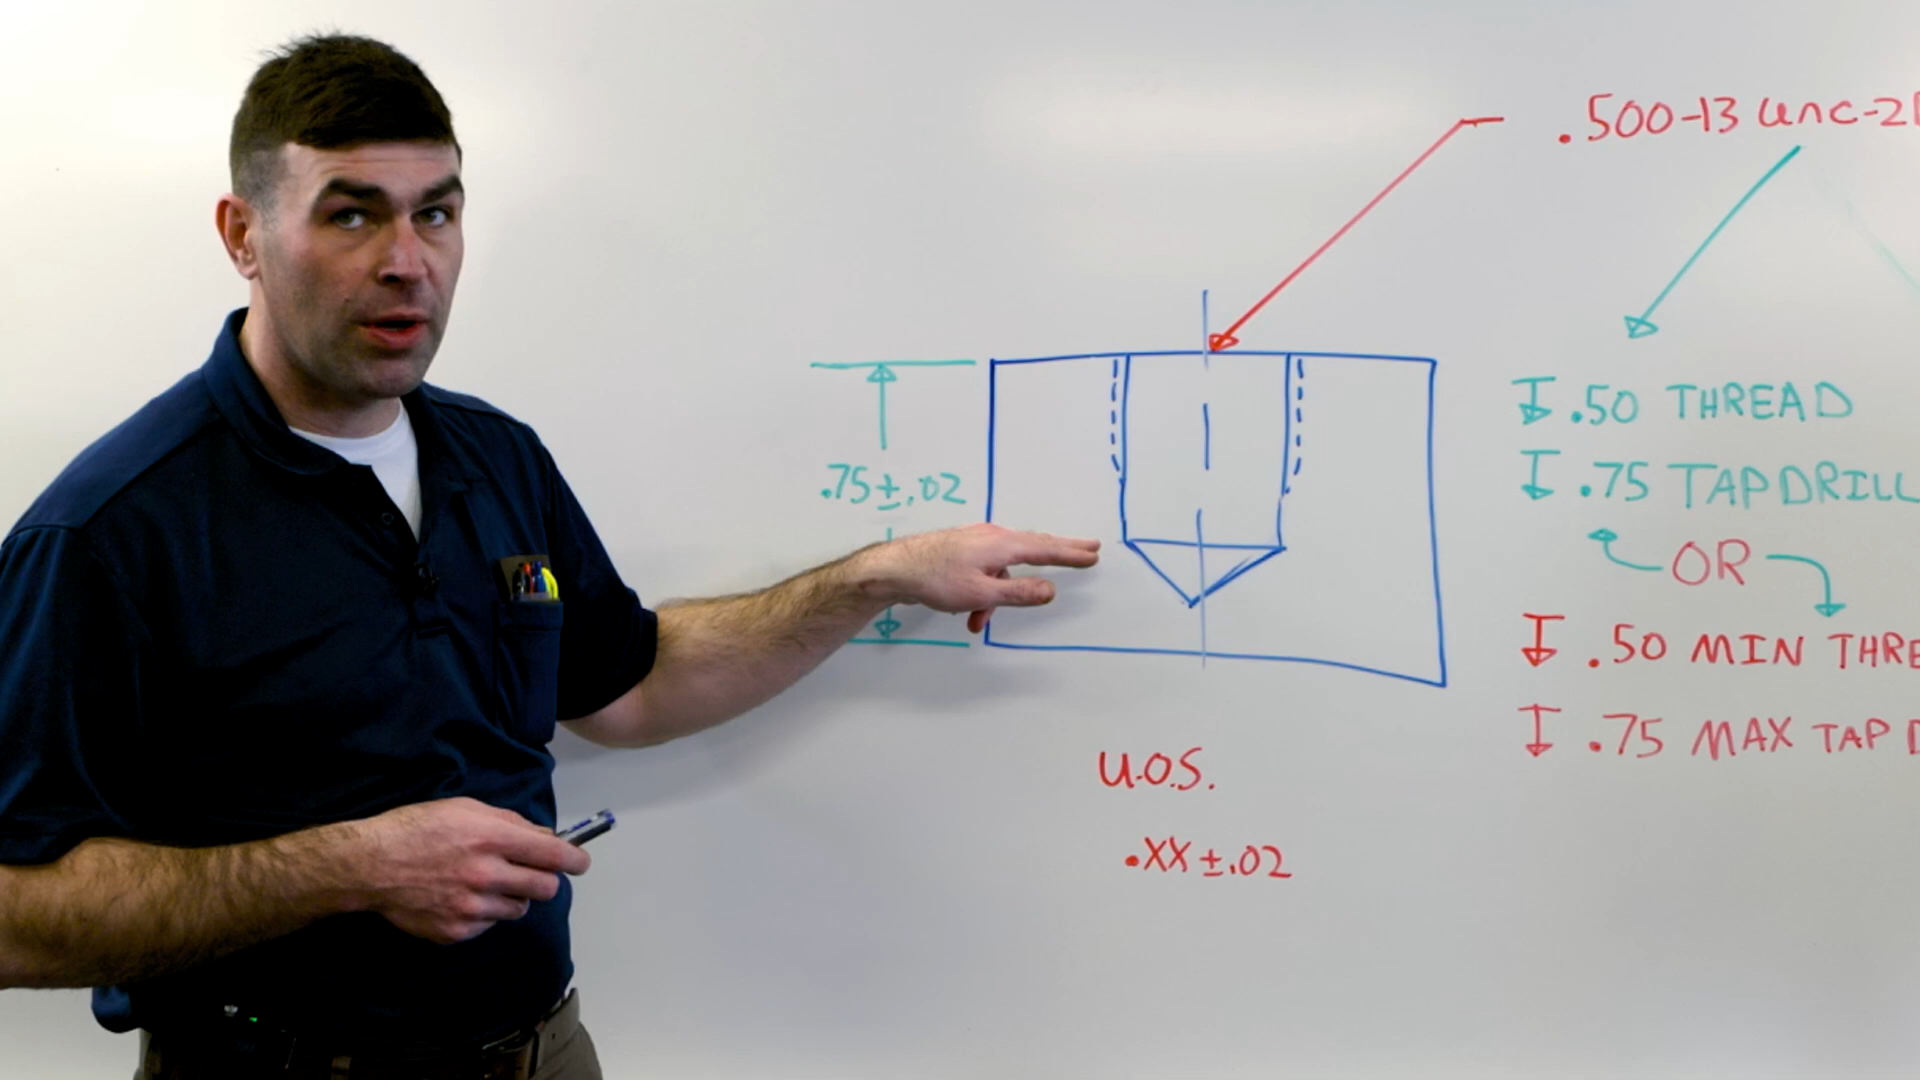 .500-13 unc-2
↧ .50 THREAD
.75±.02
↧ .75 TAP DRILL
OR
↧ .50 MIN THRE
↧ .75 MAX TAP D
U.O.S.
.XX±.02